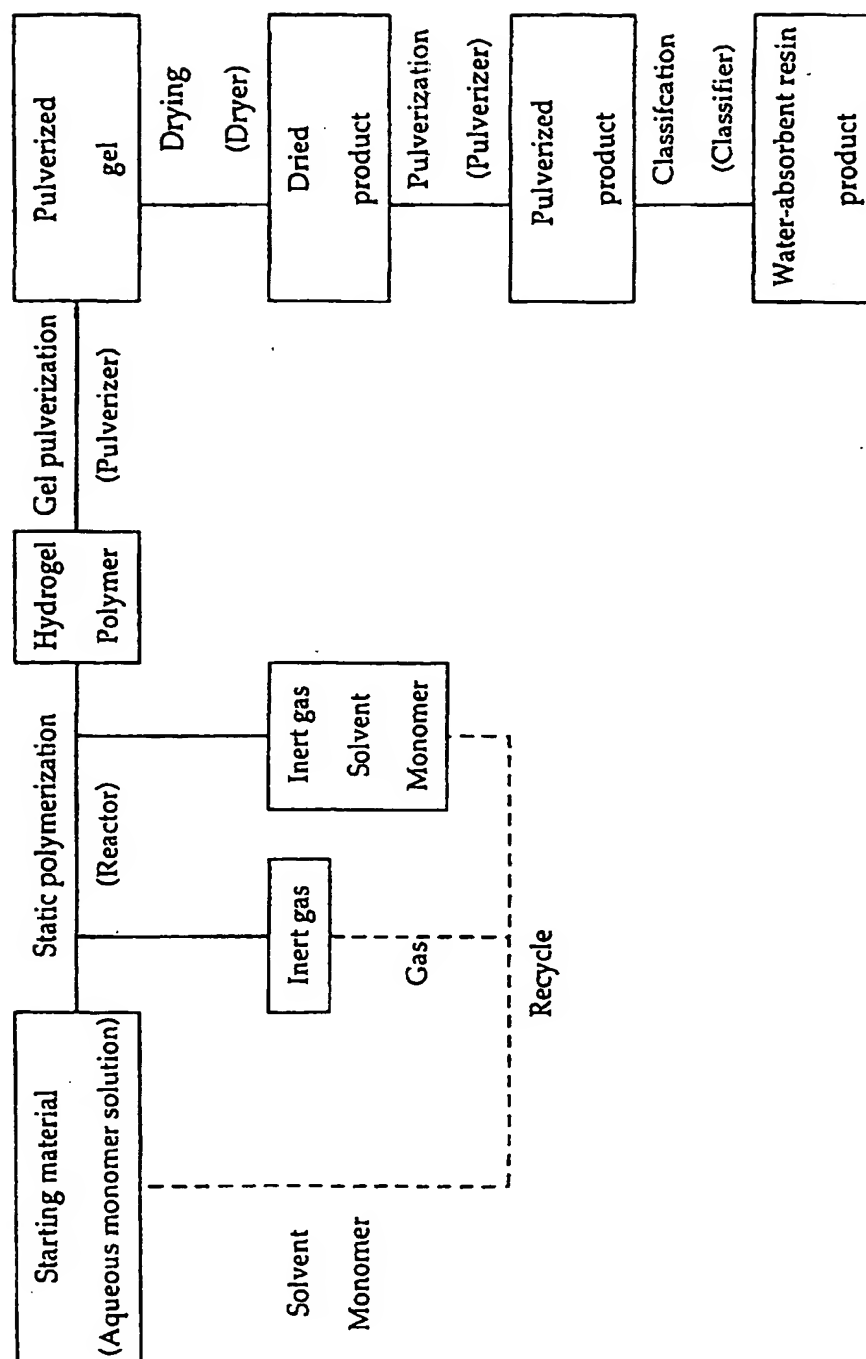 Starting material
(Aqueous monomer solution)
Static polymerization
(Reactor)
Hydrogel
Polymer
Gel pulverization
(Pulverizer)
Pulverized
gel
Drying
(Dryer)
Dried
product
Pulverization
(Pulverizer)
Pulverized
product
Classifcation
(Classifier)
Water-absorbent resin
product
Inert gas
Inert gas
Solvent
Monomer
Gas
Solvent
Monomer
Recycle